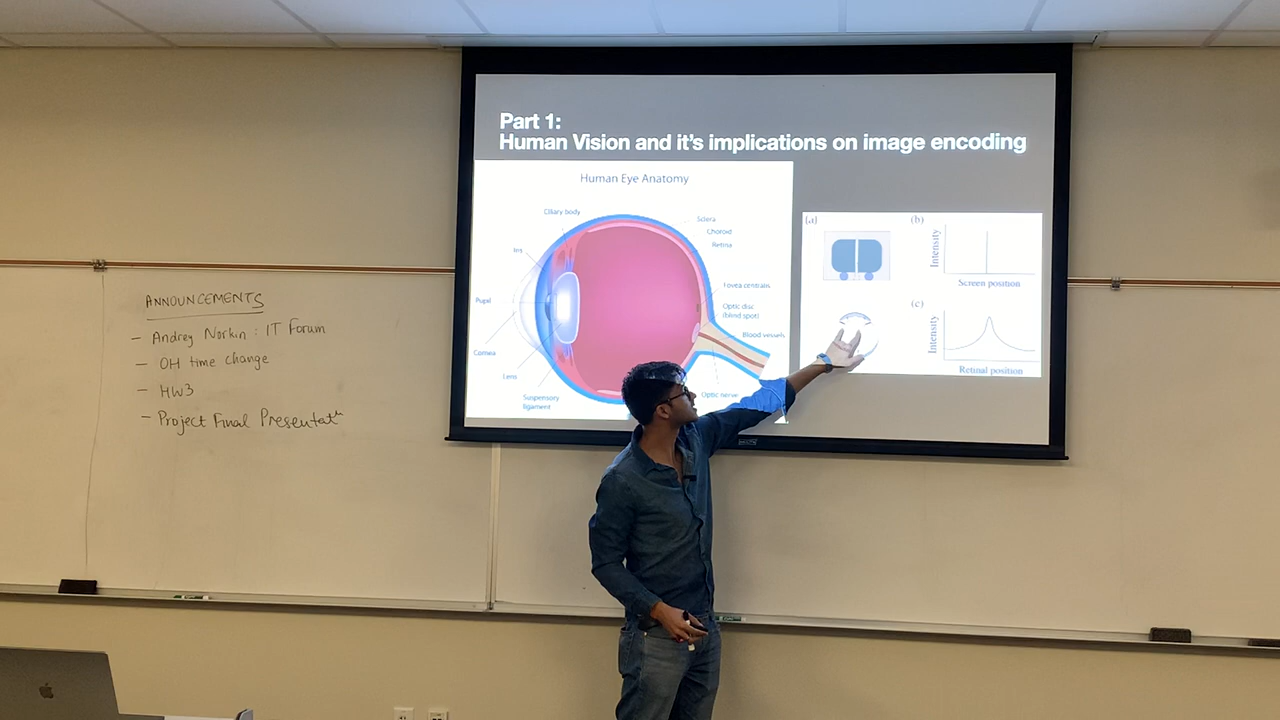 ANNOUNCEMENTS
- Andrey Norkin : IT Forum
- OH time change
- HW3
- Project Final Presentatn
Part 1:
Human Vision and it's implications on image encoding
Human Eye Anatomy
Ciliary body
Sclera
Choroid
Retina
Iris
Fovea centralis
Pupil
Optic disc
(blind spot)
Blood vessels
Cornea
Lens
Suspensory
ligament
Optic nerve
(a)
(b)
Intensity
Screen position
(c)
Intensity
Retinal position